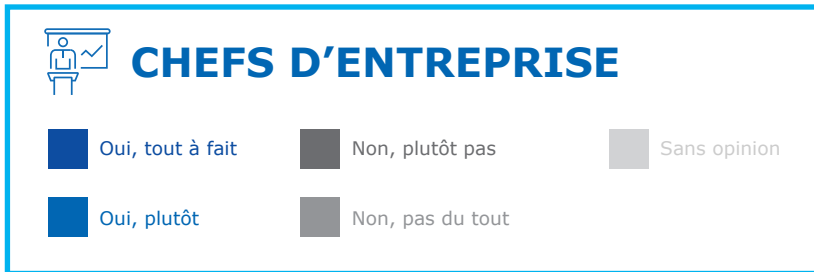 CHEFS D’ENTREPRISE
Oui, tout à fait
Non, plutôt pas
Sans opinion
Oui, plutôt
Non, pas du tout